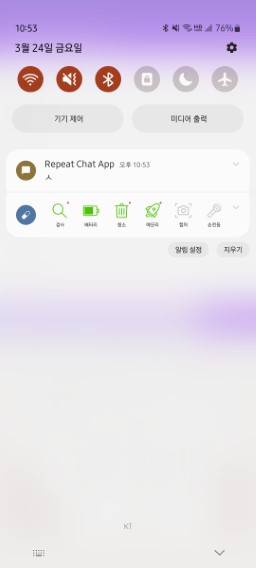 10:53
76%
3월 24일 금요일
기기 제어
미디어 출력
Repeat Chat App 오후 10:53
ㅅ
검사
배터리
청소
메모리
캡처
손전등
알림 설정
지우기
KT